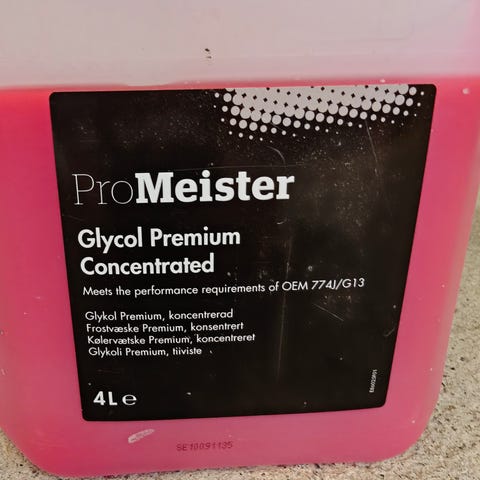 ProMeister
Glycol Premium
Concentrated
Meets the performance requirements of OEM 774J/G13
Glykol Premium, koncentrerad
Frostvæske Premium, konsentrert
Kølervætske Premium, koncentreret
Glykoli Premium, tiiviste
4L e
SE10091135